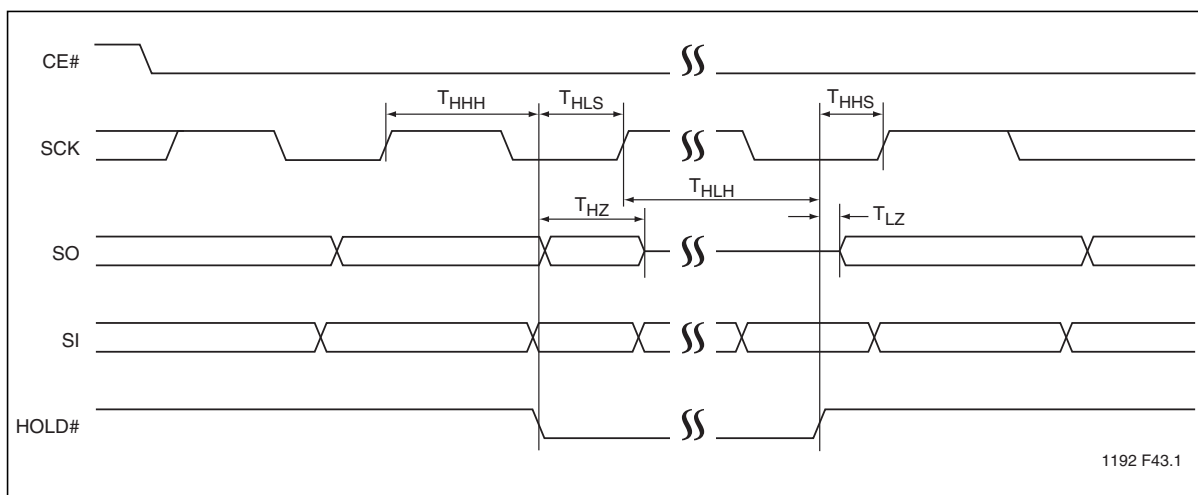 CE#
THHH THLS THHS
SCK
THLH
THZ TLZ
SO
SI
HOLD#
1192 F43.1